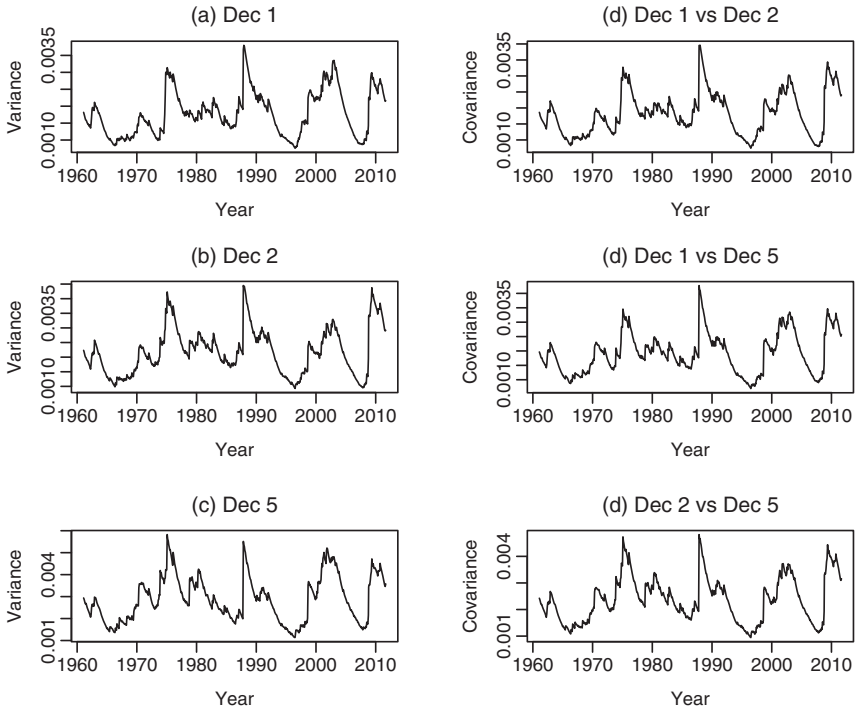 (a) Dec 1
Variance
0.0010 0.0035
1960 1970 1980 1990 2000 2010
Year
(d) Dec 1 vs Dec 2
Covariance
0.0010 0.0035
1960 1970 1980 1990 2000 2010
Year
(b) Dec 2
Variance
0.0010 0.0035
1960 1970 1980 1990 2000 2010
Year
(d) Dec 1 vs Dec 5
Covariance
0.0010 0.0035
1960 1970 1980 1990 2000 2010
Year
(c) Dec 5
Variance
0.001 0.004
1960 1970 1980 1990 2000 2010
Year
(d) Dec 2 vs Dec 5
Covariance
0.001 0.004
1960 1970 1980 1990 2000 2010
Year